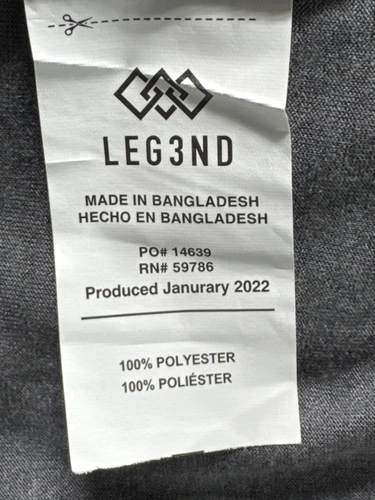 LEG3ND
MADE IN BANGLADESH
HECHO EN BANGLADESH
PO# 14639
RN# 59786
Produced Janurary 2022
100% POLYESTER
100% POLIÉSTER